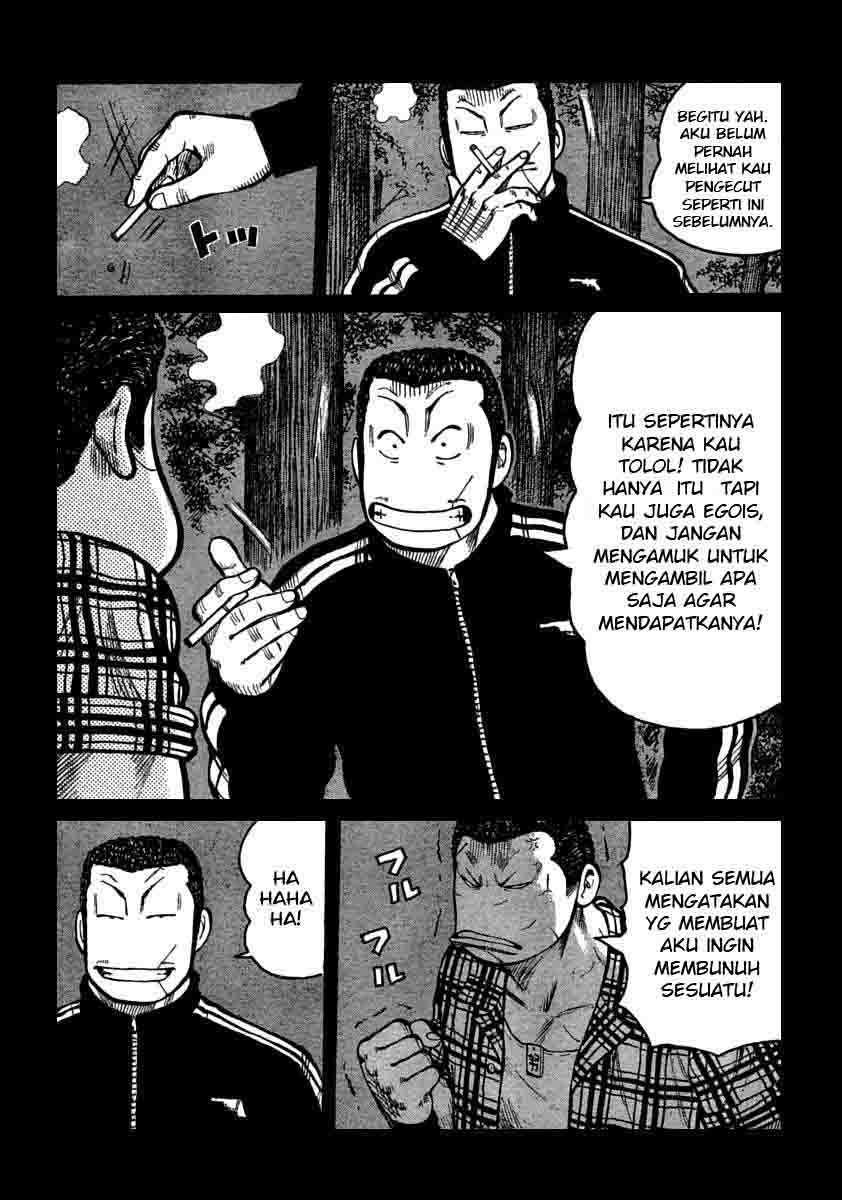 BEGITU YAH.
AKU BELUM
PERNAH
MELIHAT KAU
PENGECUT
SEPERTI INI
SEBELUMNYA.
トッ
ITU SEPERTINYA
KARENA KAU
TOLOL! TIDAK
HANYA ITU TAPI
KAU JUGA EGOIS,
DAN JANGAN
MENGAMUK UNTUK
MENGAMBIL APA
SAJA AGAR
MENDAPATKANYA!
HA
HAHA
HA!
KALIAN SEMUA
MENGATAKAN
YG MEMBUAT
AKU INGIN
MEMBUNUH
SESUATU!
フル
フル